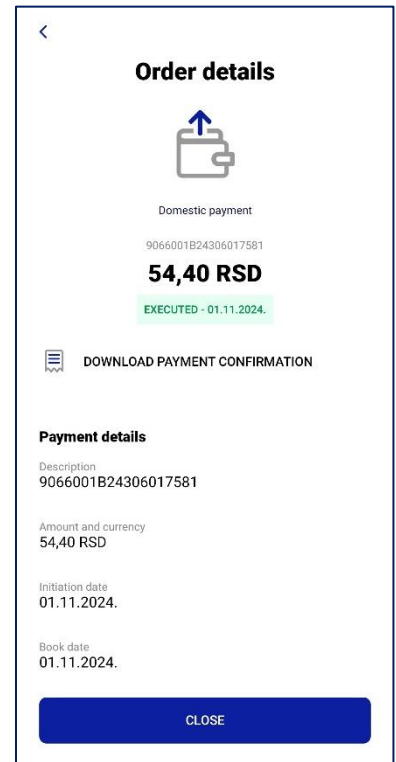 Order details
Domestic payment
9066001B24306017581
54,40 RSD
EXECUTED - 01.11.2024.
DOWNLOAD PAYMENT CONFIRMATION
Payment details
Description
9066001B24306017581
Amount and currency
54,40 RSD
Initiation date
01.11.2024.
Book date
01.11.2024.
CLOSE